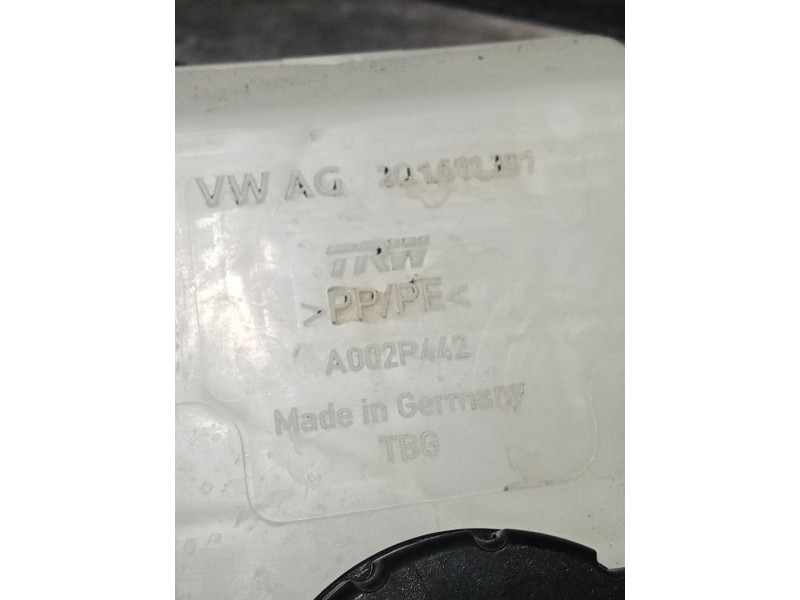 VW AG
TRW
>PP/PE<
A002P442
Made in Germany
TBG